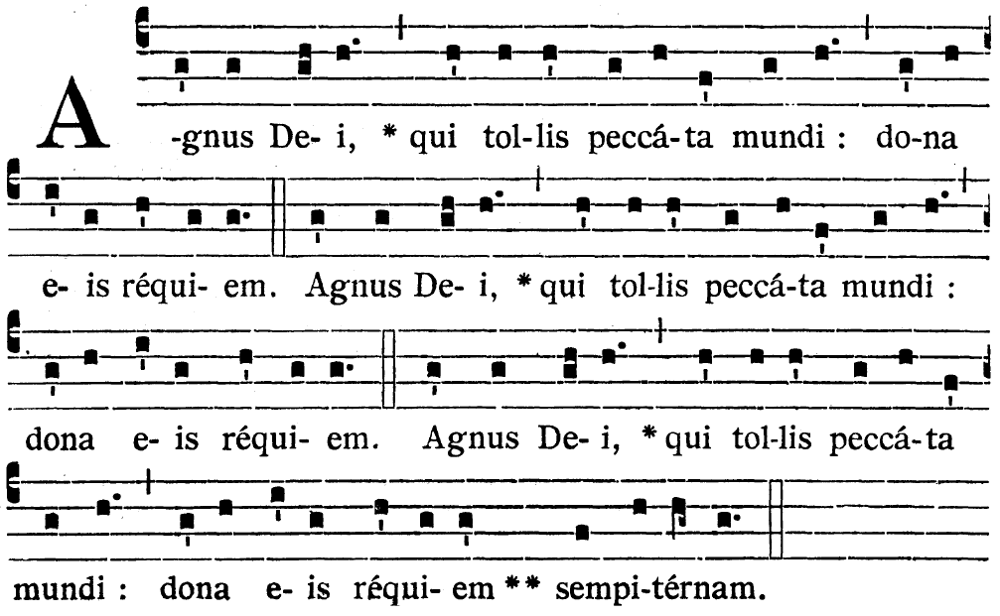 A-gnus De- i, * qui tol-lis peccá-ta mundi : do-na
e- is réqui- em. Agnus De- i, * qui tol-lis peccá-ta mundi :
dona e- is réqui- em. Agnus De- i, * qui tol-lis peccá-ta
mundi : dona e- is réqui- em ** sempi-térnam.